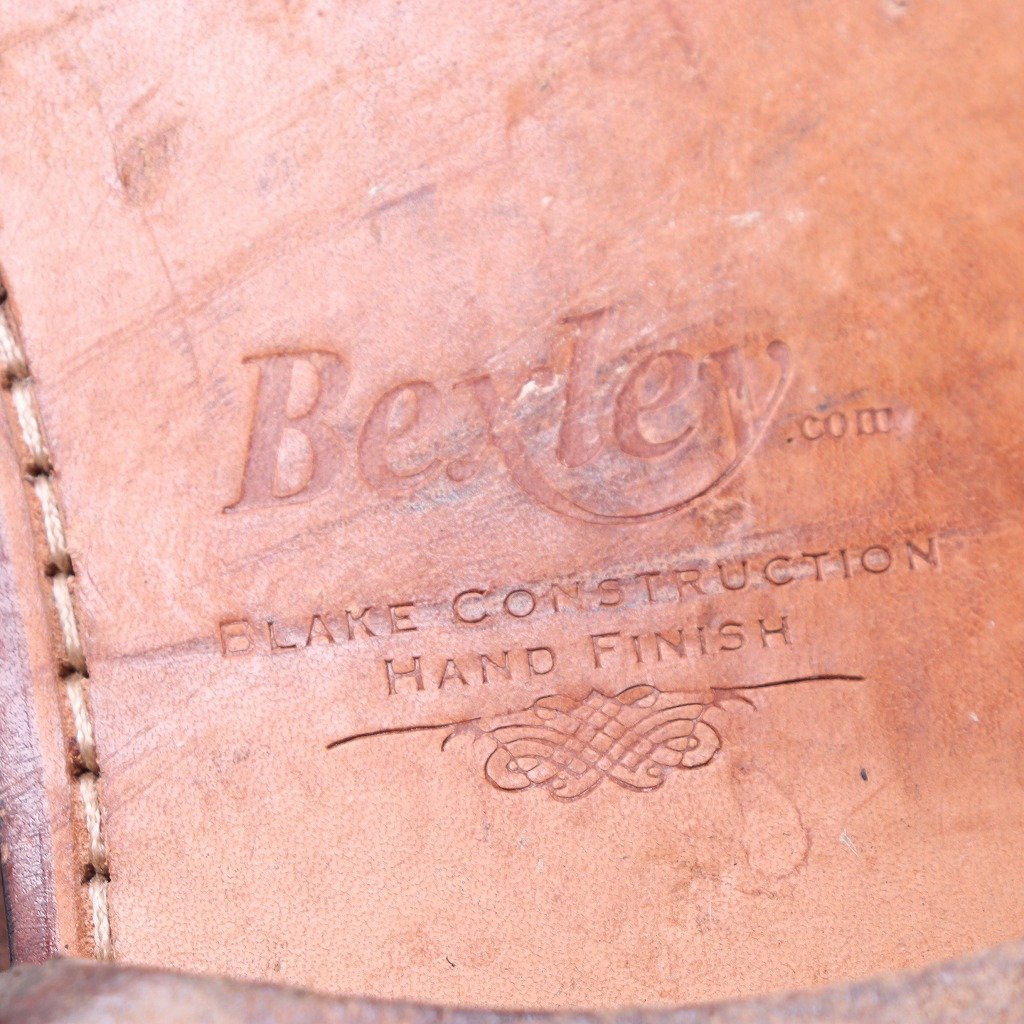 Bexley.com
BLAKE CONSTRUCTION
HAND FINISH